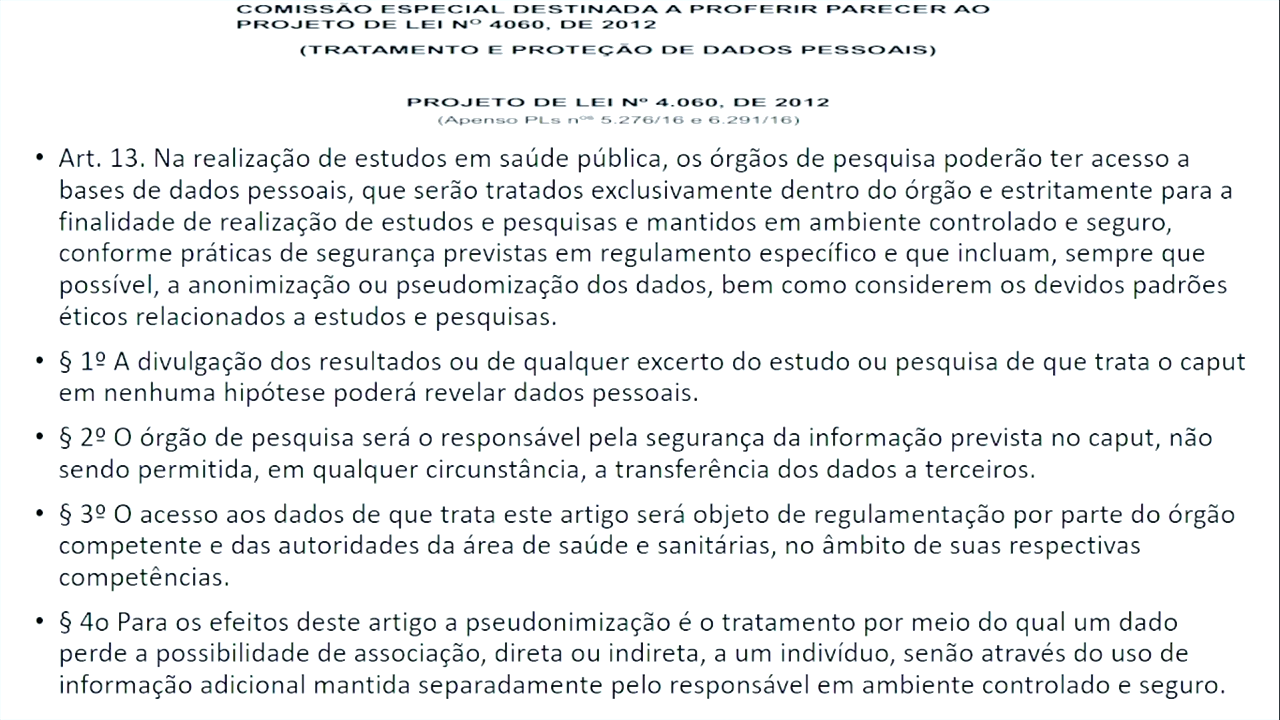 COMISSÃO ESPECIAL DESTINADA A PROFERIR PARECER AO
PROJETO DE LEI Nº 4060, DE 2012
(TRATAMENTO E PROTEÇÃO DE DADOS PESSOAIS)
PROJETO DE LEI Nº 4.060, DE 2012
(Apenso PLs nºs 5.276/16 e 6.291/16)
• Art. 13. Na realização de estudos em saúde pública, os órgãos de pesquisa poderão ter acesso a
bases de dados pessoais, que serão tratados exclusivamente dentro do órgão e estritamente para a
finalidade de realização de estudos e pesquisas e mantidos em ambiente controlado e seguro,
conforme práticas de segurança previstas em regulamento específico e que incluam, sempre que
possível, a anonimização ou pseudomização dos dados, bem como considerem os devidos padrões
éticos relacionados a estudos e pesquisas.
• § 1º A divulgação dos resultados ou de qualquer excerto do estudo ou pesquisa de que trata o caput
em nenhuma hipótese poderá revelar dados pessoais.
• § 2º O órgão de pesquisa será o responsável pela segurança da informação prevista no caput, não
sendo permitida, em qualquer circunstância, a transferência dos dados a terceiros.
• § 3º O acesso aos dados de que trata este artigo será objeto de regulamentação por parte do órgão
competente e das autoridades da área de saúde e sanitárias, no âmbito de suas respectivas
competências.
• § 4o Para os efeitos deste artigo a pseudonimização é o tratamento por meio do qual um dado
perde a possibilidade de associação, direta ou indireta, a um indivíduo, senão através do uso de
informação adicional mantida separadamente pelo responsável em ambiente controlado e seguro.